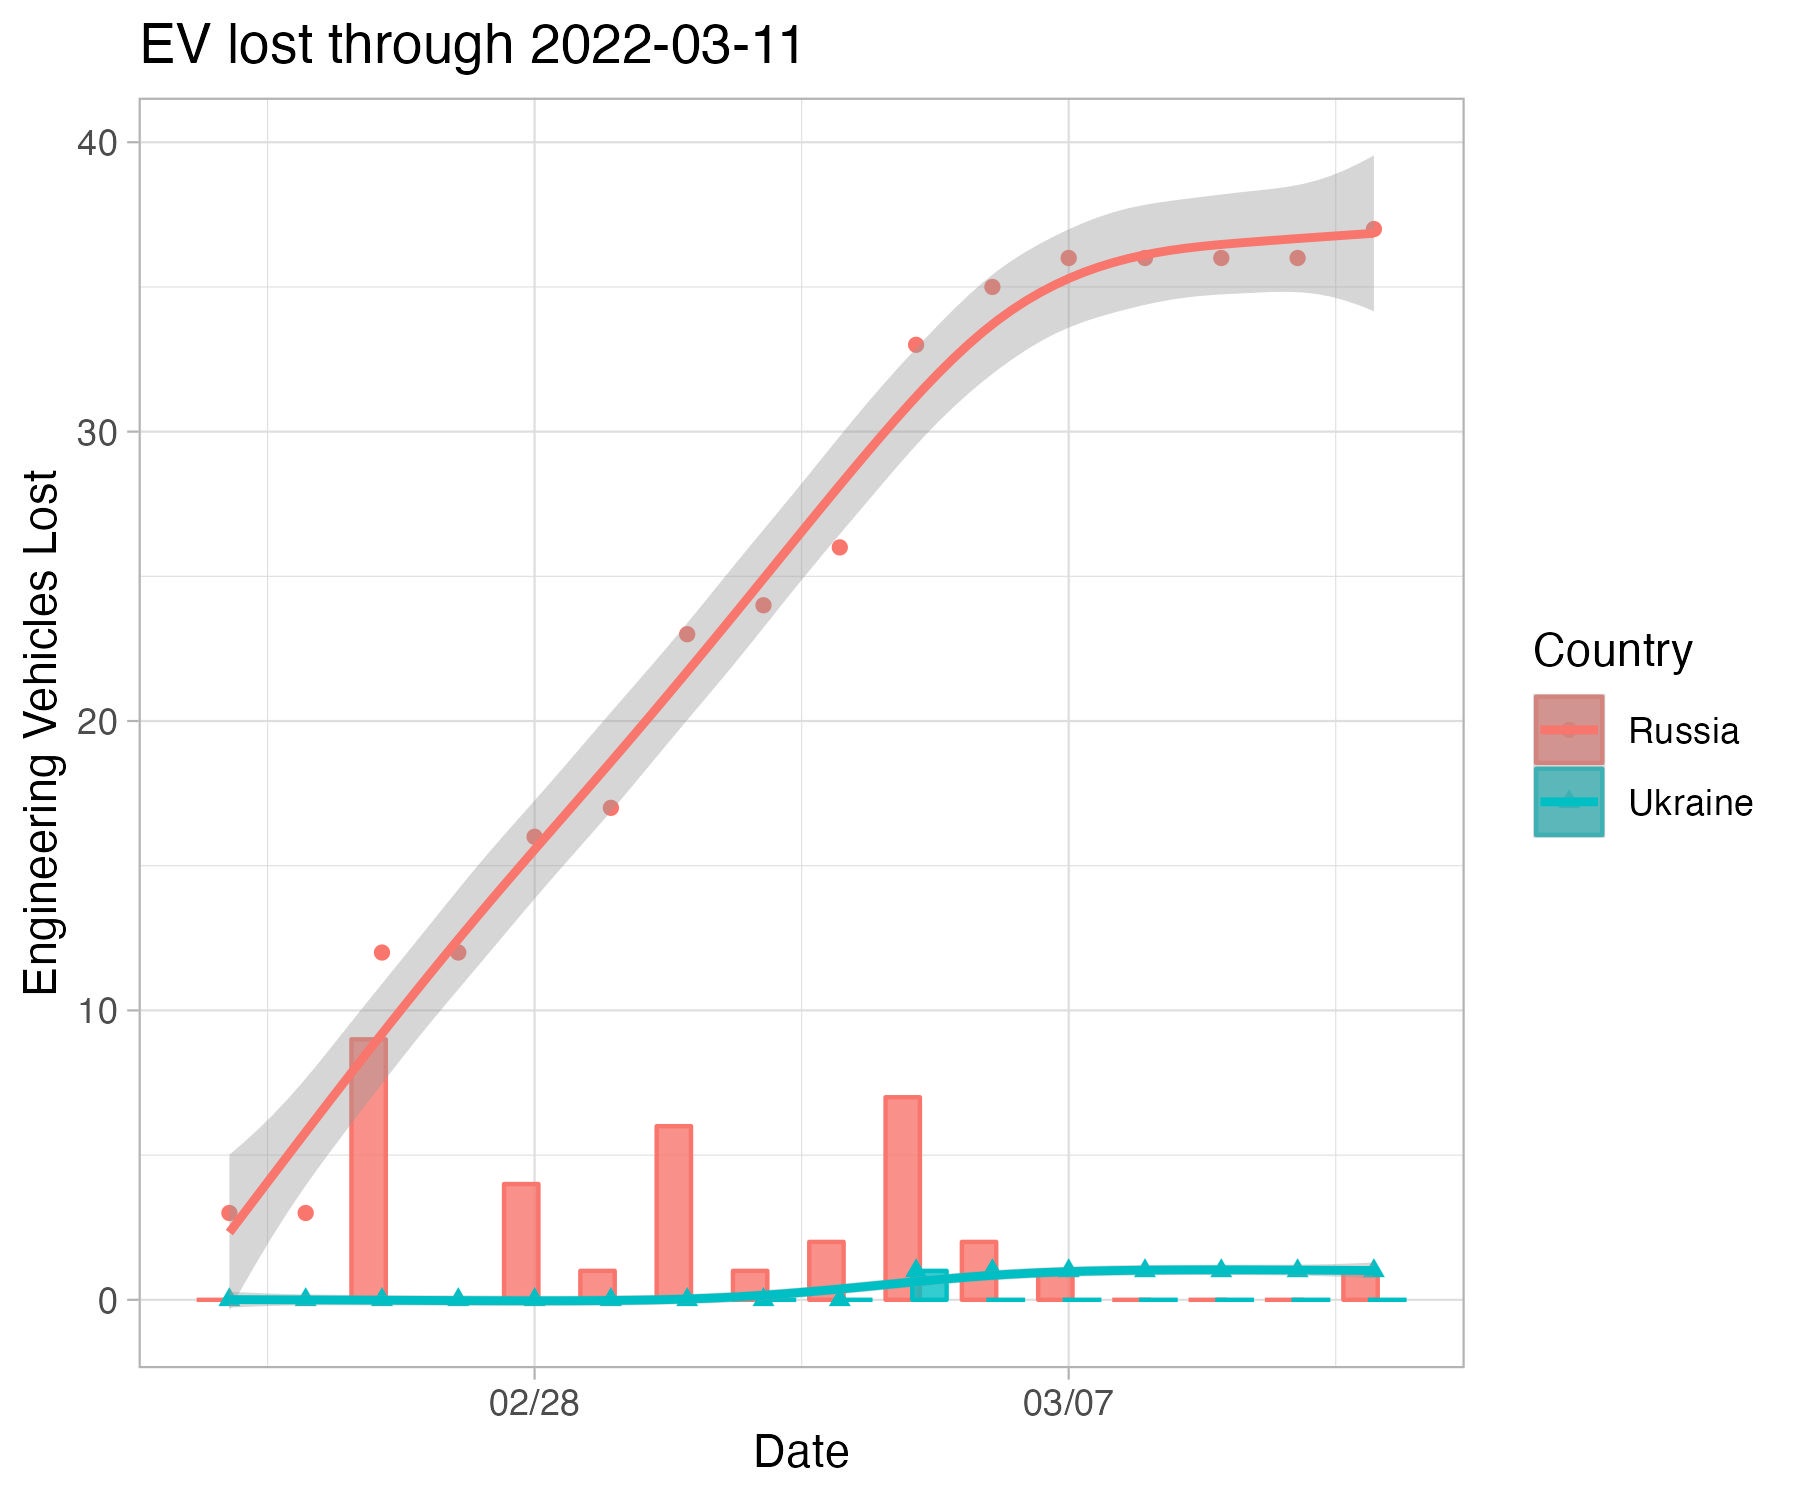 EV lost through 2022-03-11
Engineering Vehicles Lost
40
30
20
10
0
02/28
03/07
Date
Country
Russia
Ukraine